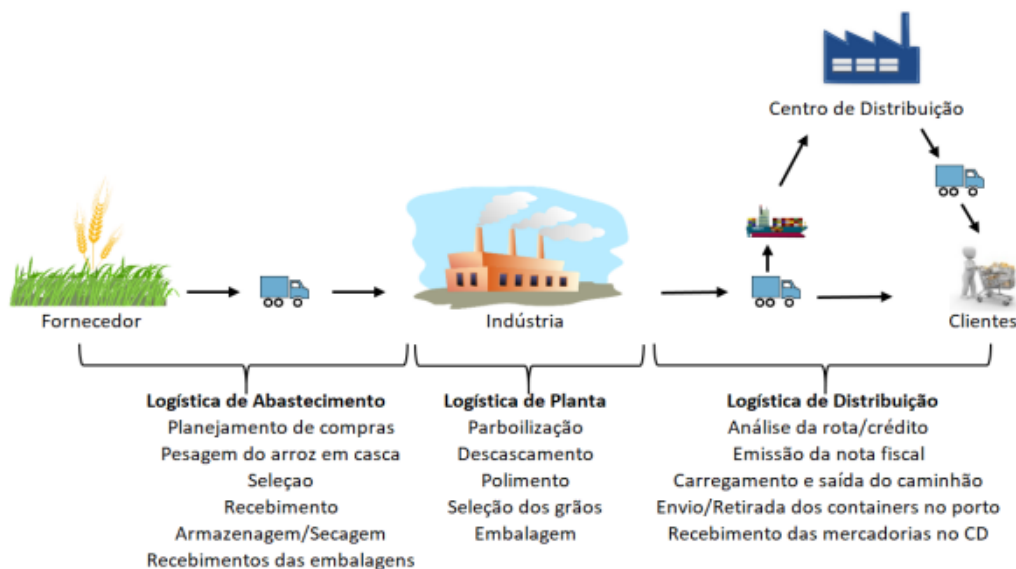 Centro de Distribuição
Fornecedor
Indústria
Clientes
Logística de Abastecimento
Planejamento de compras
Pesagem do arroz em casca
Seleçao
Recebimento
Armazenagem/Secagem
Recebimentos das embalagens
Logística de Planta
Parboilização
Descascamento
Polimento
Seleção dos grãos
Embalagem
Logística de Distribuição
Análise da rota/crédito
Emissão da nota fiscal
Carregamento e saída do caminhão
Envio/Retirada dos containers no porto
Recebimento das mercadorias no CD